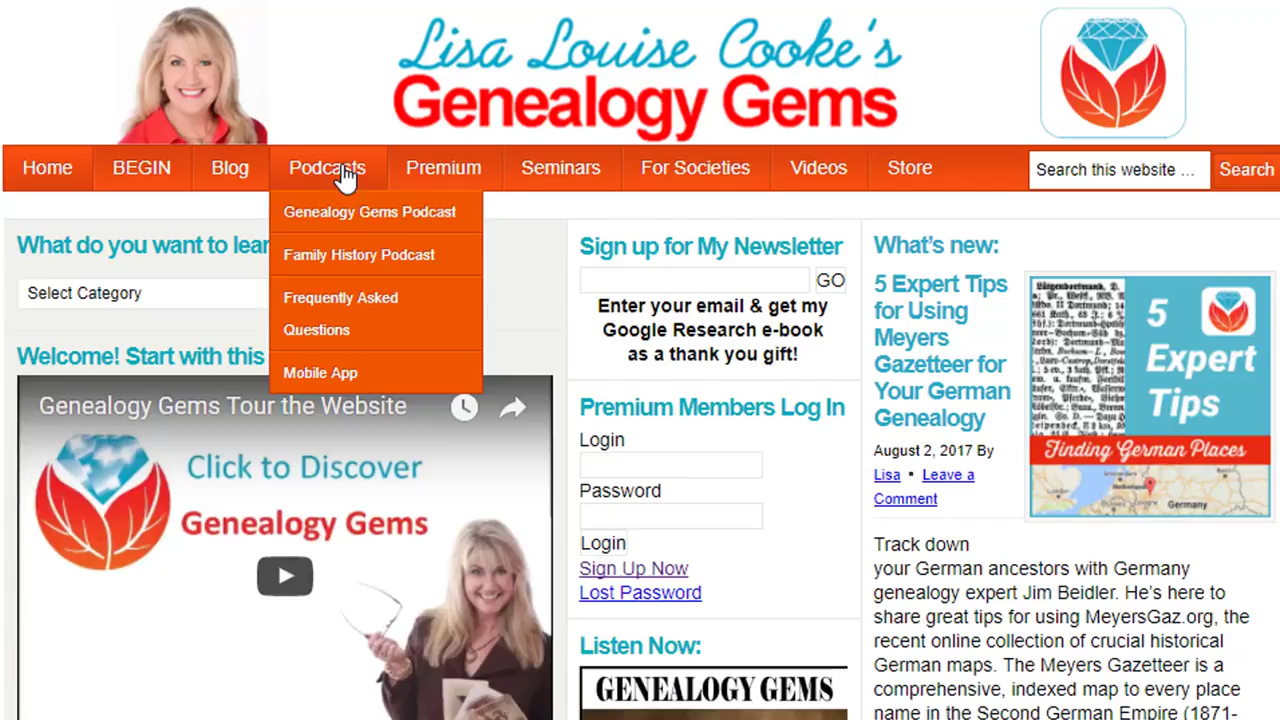 Lisa Louise Cooke's
Genealogy Gems
Home BEGIN Blog Podcasts Premium Seminars For Societies Videos Store Search this website ... Search
Genealogy Gems Podcast
Family History Podcast
Frequently Asked
Questions
Mobile App
What do you want to lear
Select Category
Welcome! Start with this
Genealogy Gems Tour the Website
Click to Discover
Genealogy Gems
Sign up for My Newsletter
GO
Enter your email & get my
Google Research e-book
as a thank you gift!
Premium Members Log In
Login
Password
Login
Sign Up Now
Lost Password
Listen Now:
GENEALOGY GEMS
What's new:
5 Expert Tips
for Using
Meyers
Gazetteer for
Your German
Genealogy
August 2, 2017 By
Lisa ▪ Leave a
Comment
5
Expert
Tips
Finding German Places
Germany
Track down
your German ancestors with Germany
genealogy expert Jim Beidler. He's here to
share great tips for using MeyersGaz.org, the
recent online collection of crucial historical
German maps. The Meyers Gazetteer is a
comprehensive, indexed map to every place
name in the Second German Empire (1871-